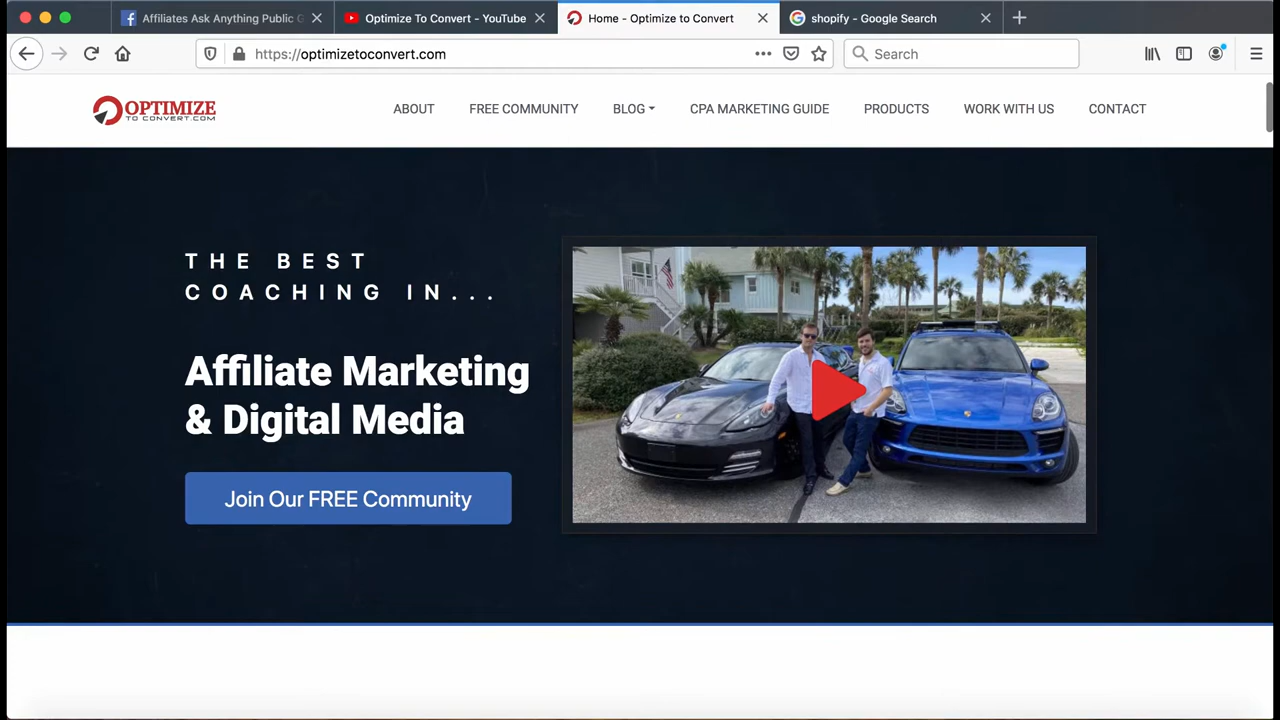 Affiliates Ask Anything Public G
Optimize To Convert - YouTube
Home - Optimize to Convert
shopify - Google Search
https://optimizetoconvert.com
Search
OPTIMIZE
TO CONVERT.COM
ABOUT
FREE COMMUNITY
BLOG
CPA MARKETING GUIDE
PRODUCTS
WORK WITH US
CONTACT
THE BEST
COACHING IN...
Affiliate Marketing
& Digital Media
Join Our FREE Community